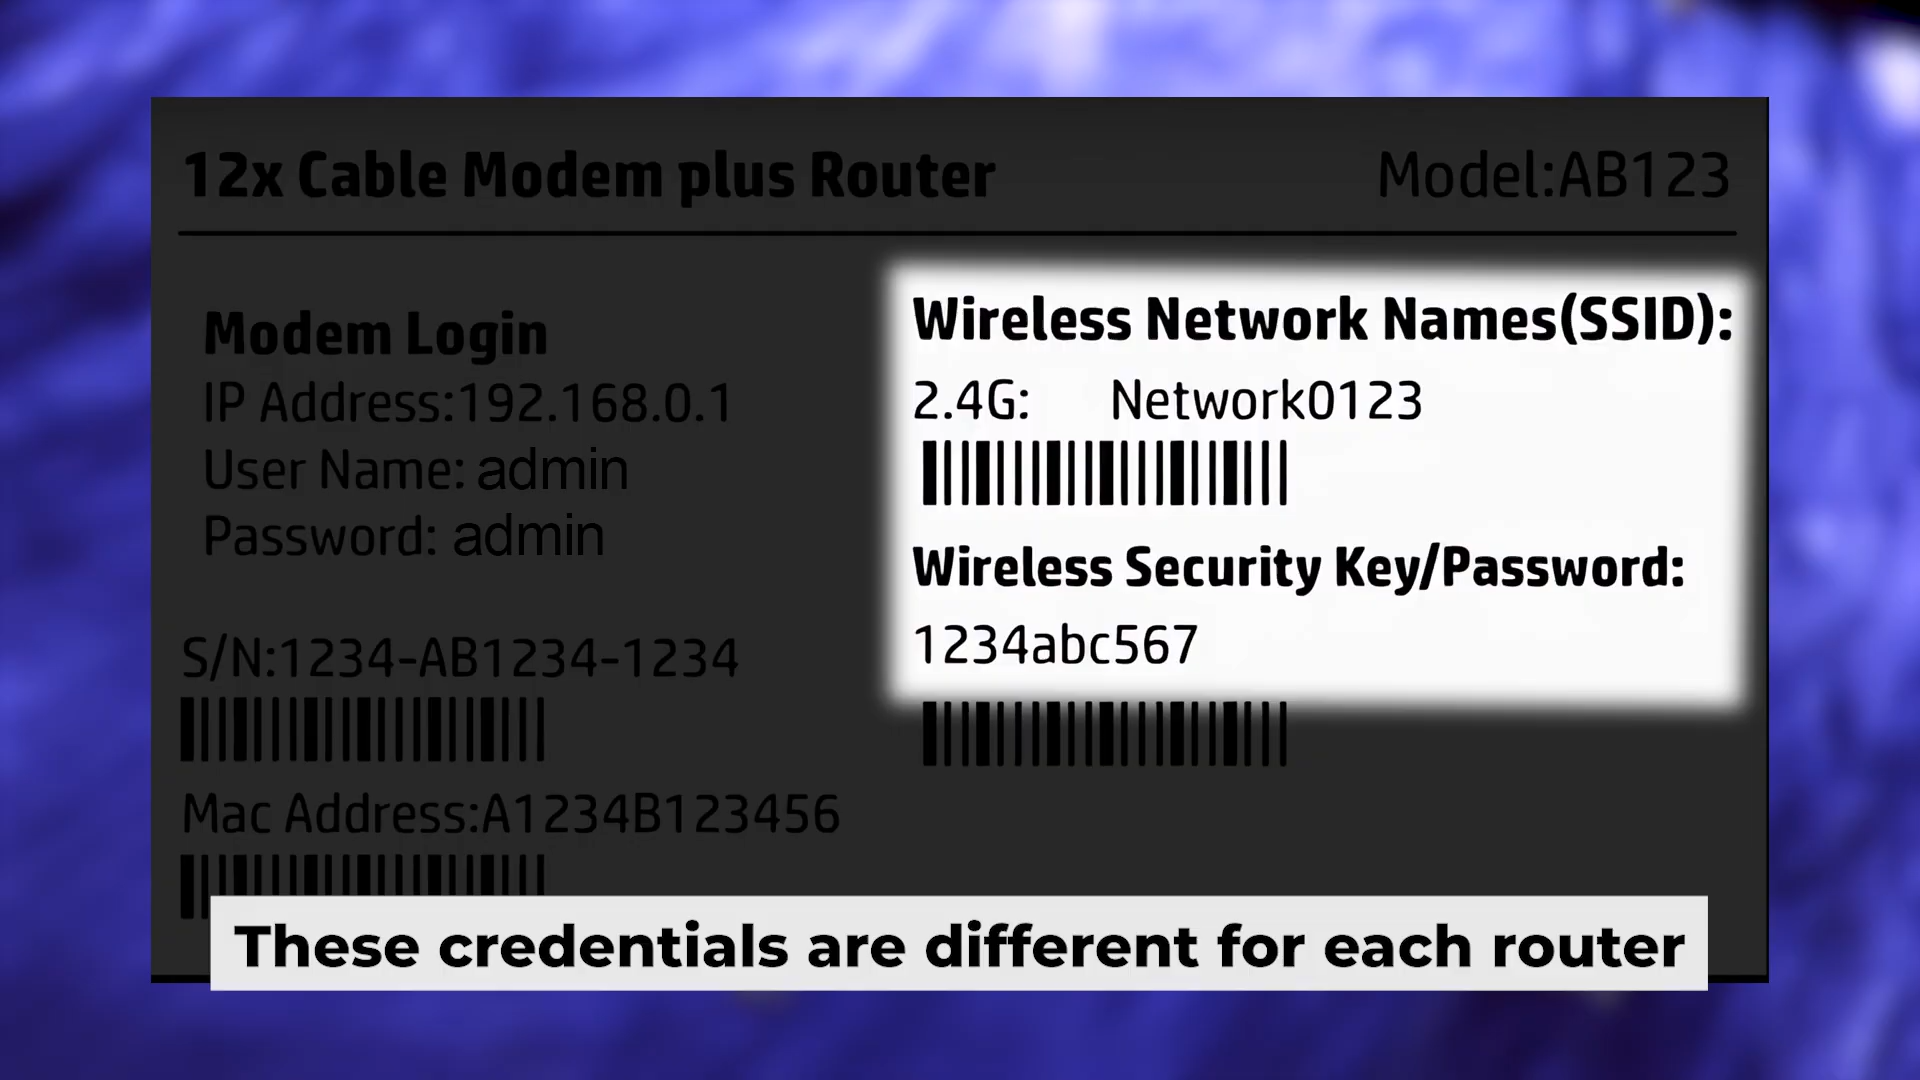 12x Cable Modem plus Router
Model:AB123
Modem Login
IP Address:192.168.0.1
User Name: admin
Password: admin
S/N:1234-AB1234-1234
Mac Address:A1234B123456
Wireless Network Names(SSID):
2.4G: Network0123
Wireless Security Key/Password:
1234abc567
These credentials are different for each router